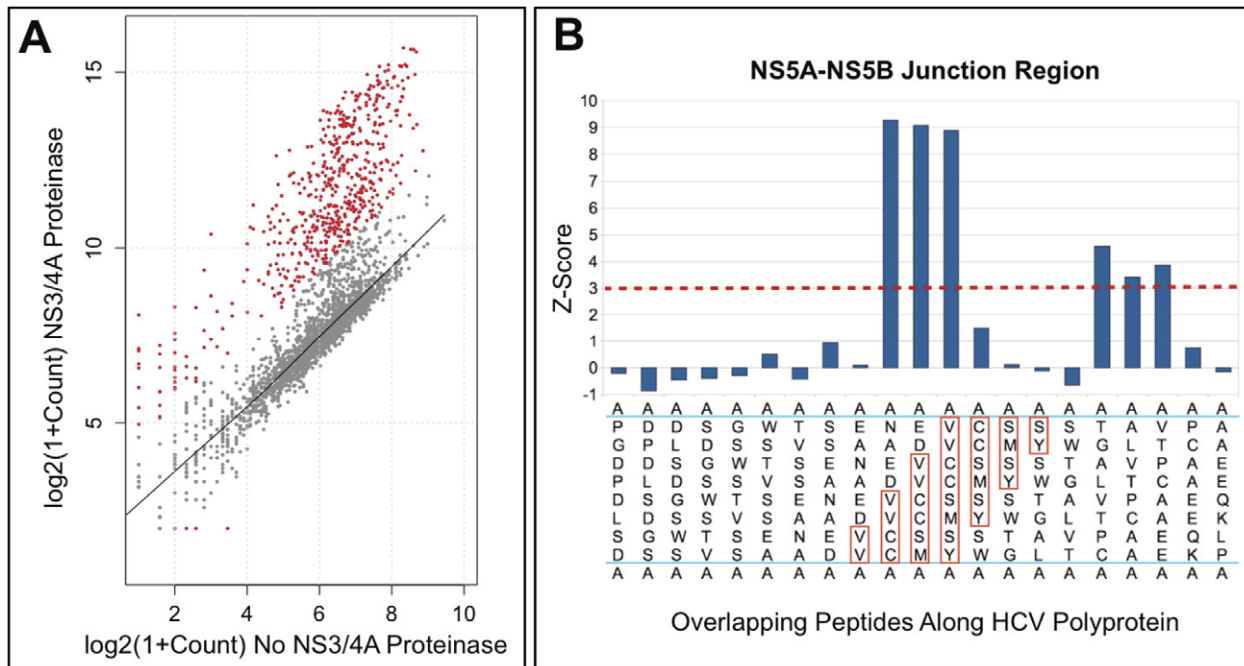 A
log2(1+Count) NS3/4A Proteinase
15
10
5
2 4 6 8 10
log2(1+Count) No NS3/4A Proteinase
B
NS5A-NS5B Junction Region
Z-Score
10
9
8
7
6
5
4
3
2
1
0
-1
A A A A A A A A A A A A A A A A A A A A A
P D D S G W T S E N E V C S S S T A V P A
G P L D S S V S A A D V C M Y W G L T C A
D D S G W T S E N E V C S S S T A V P A E
P L D S S V S A A D V C M Y W G L T C A E
D S G W T S E N E V C S S S T A V P A E Q
L D S S V S A A D V C M Y W G L T C A E K
S G W T S E N E V C S S S T A V P A E Q L
D S S V S A A D V C M Y W G L T C A E K P
A A A A A A A A A A A A A A A A A A A A A
Overlapping Peptides Along HCV Polyprotein